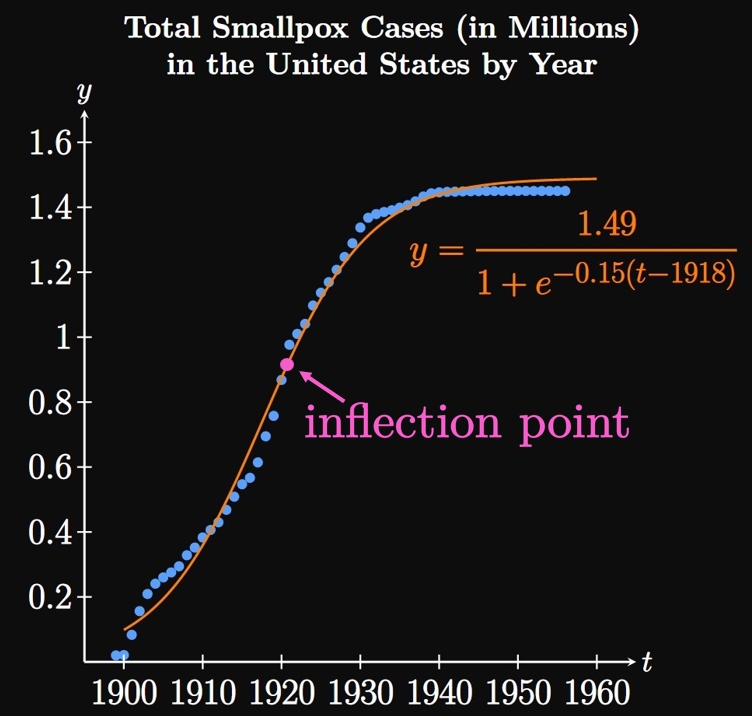 Total Smallpox Cases (in Millions)
in the United States by Year
y
1.6
1.4
1.2
1
0.8
0.6
0.4
0.2
y = 1.49 / (1 + e^{-0.15(t-1918)})
inflection point
t
1900 1910 1920 1930 1940 1950 1960